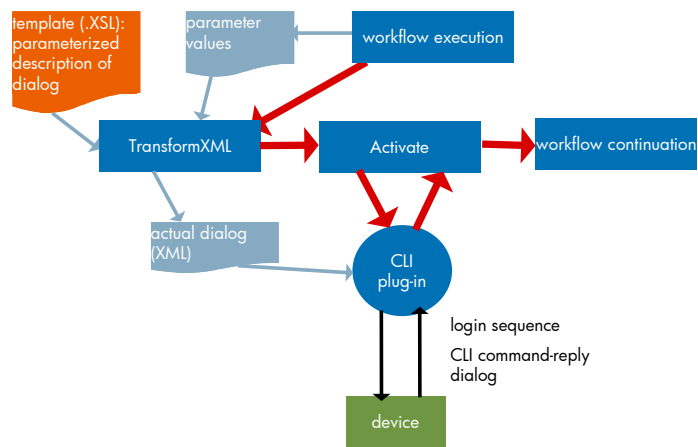 template (.XSL):
parameterized
description of
dialog
parameter
values
workflow execution
TransformXML
Activate
workflow continuation
actual dialog
(XML)
CLI
plug-in
login sequence
CLI command-reply
dialog
device